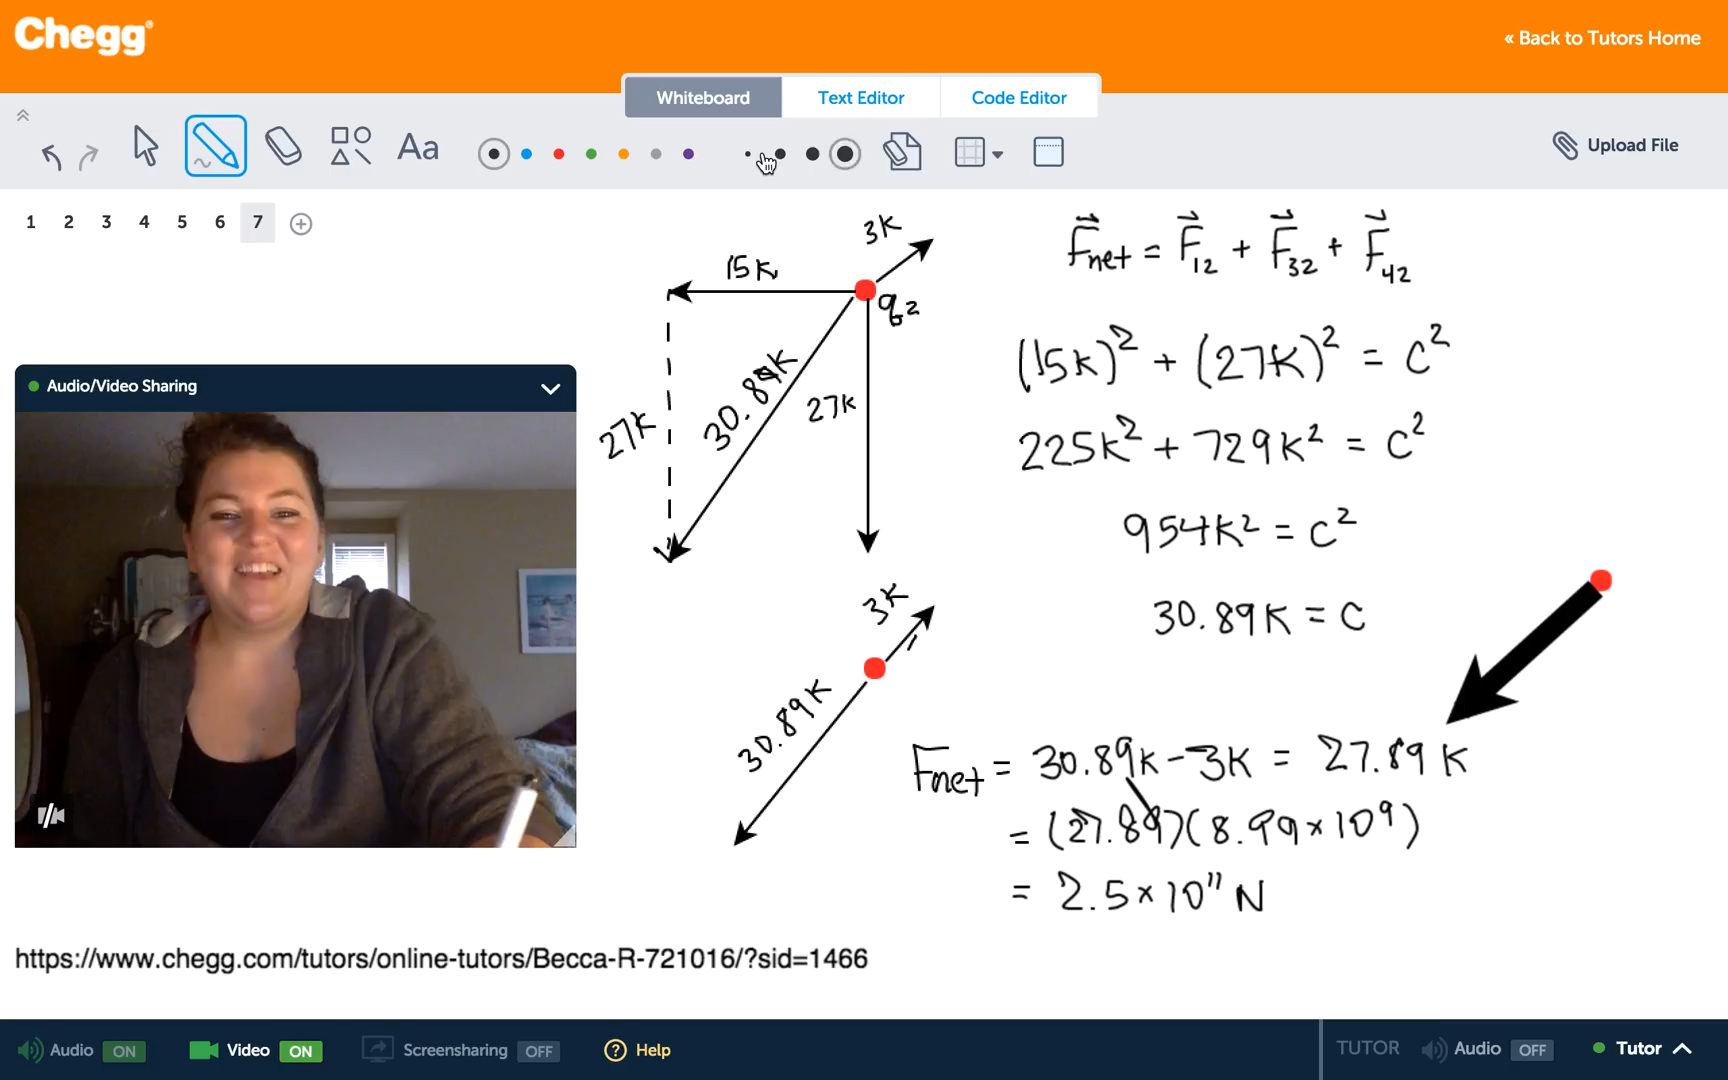 Chegg
« Back to Tutors Home
Whiteboard
Text Editor
Code Editor
Aa
Upload File
1 2 3 4 5 6 7
3K
15K
q2
30.89K
27K
27K
Fnet = F12 + F32 + F42
(15K)² + (27K)² = C²
225K² + 729K² = C²
954K² = C²
30.89K = C
Audio/Video Sharing
3K
30.89K
Fnet = 30.89K - 3K = 27.89 K
= (27.89)(8.99 × 10⁹)
= 2.5 × 10¹¹ N
https://www.chegg.com/tutors/online-tutors/Becca-R-721016/?sid=1466
Audio ON
Video ON
Screensharing OFF
? Help
TUTOR
Audio OFF
Tutor